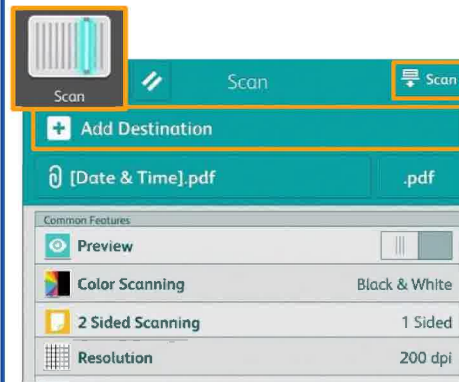 Scan
Scan
Scan
Add Destination
[Date & Time].pdf
.pdf
Common Features
Preview
Color Scanning
Black & White
2 Sided Scanning
1 Sided
Resolution
200 dpi